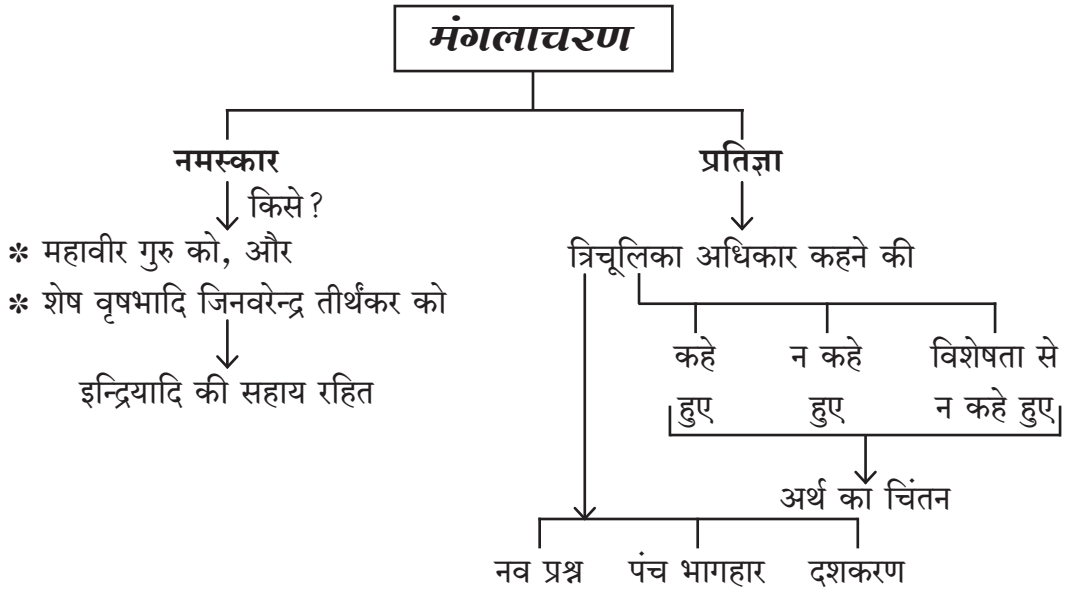 मंगलाचरण
नमस्कार
किसे?
* महावीर गुरु को, और
* शेष वृषभादि जिनवरेन्द्र तीर्थंकर को
इन्द्रियादि की सहाय रहित
प्रतिज्ञा
त्रिचूलिका अधिकार कहने की
कहे
हुए
न कहे
हुए
विशेषता से
न कहे हुए
अर्थ का चिंतन
नव प्रश्न
पंच भागहार
दशकरण